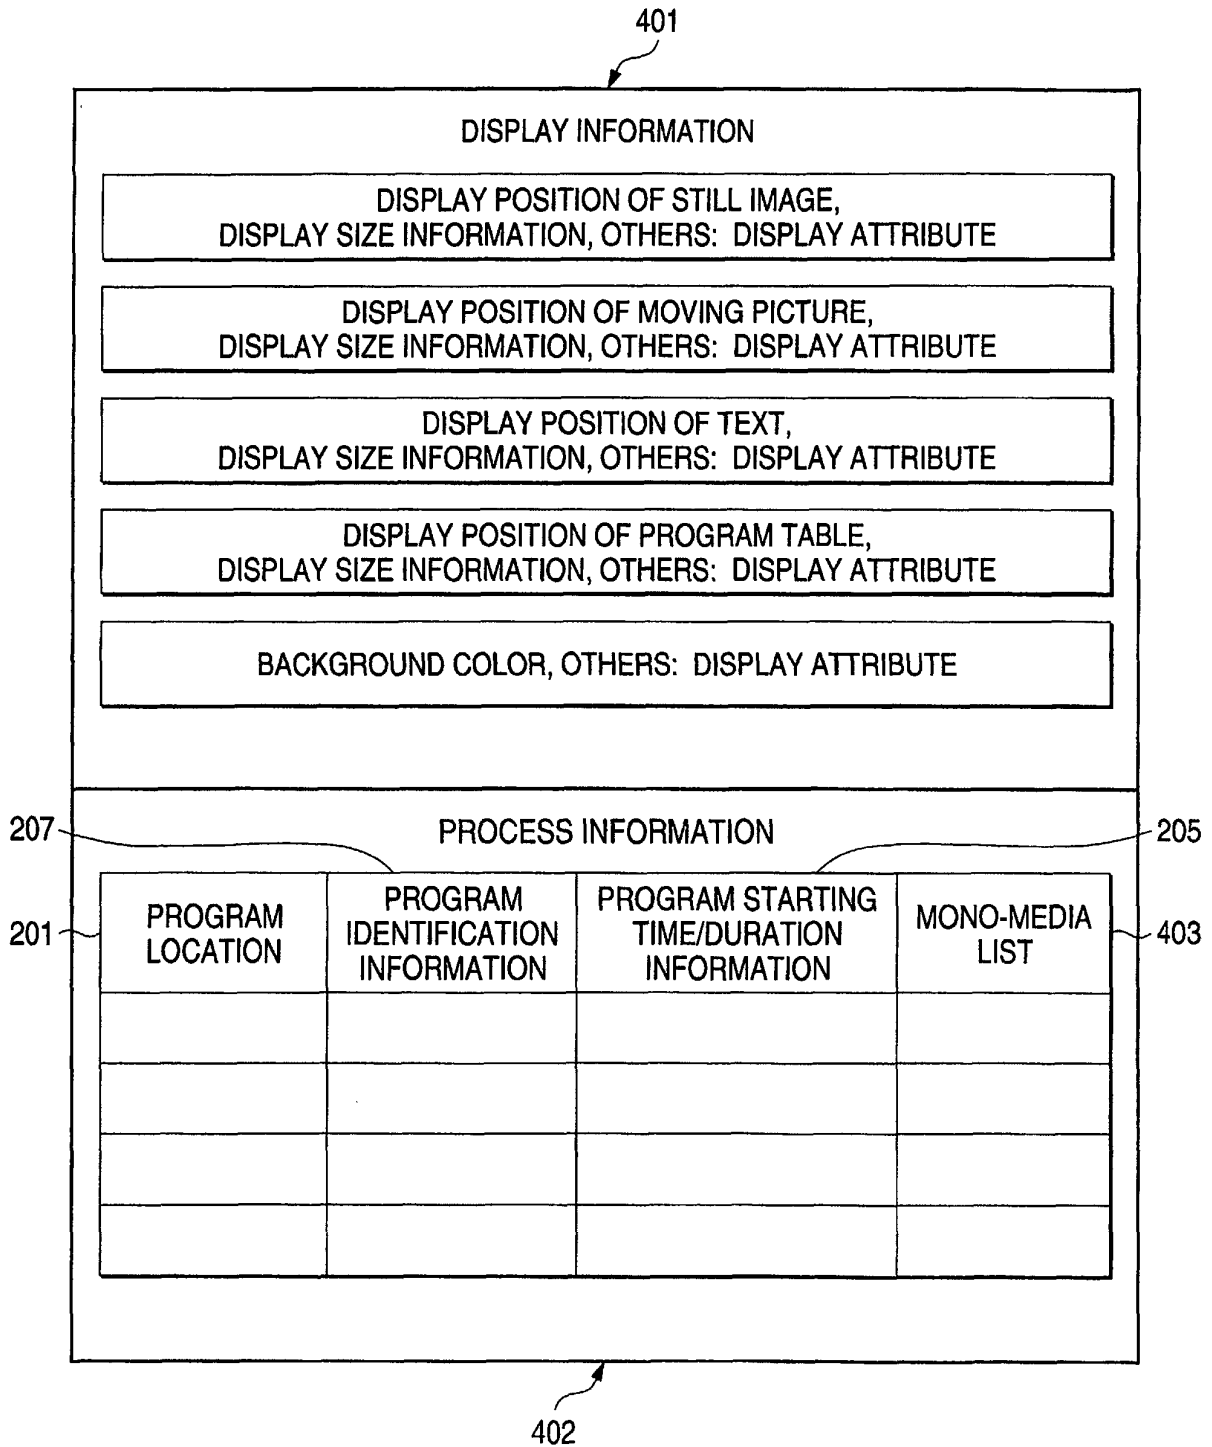 401
DISPLAY INFORMATION
DISPLAY POSITION OF STILL IMAGE,
DISPLAY SIZE INFORMATION, OTHERS: DISPLAY ATTRIBUTE
DISPLAY POSITION OF MOVING PICTURE,
DISPLAY SIZE INFORMATION, OTHERS: DISPLAY ATTRIBUTE
DISPLAY POSITION OF TEXT,
DISPLAY SIZE INFORMATION, OTHERS: DISPLAY ATTRIBUTE
DISPLAY POSITION OF PROGRAM TABLE,
DISPLAY SIZE INFORMATION, OTHERS: DISPLAY ATTRIBUTE
BACKGROUND COLOR, OTHERS: DISPLAY ATTRIBUTE
207
PROCESS INFORMATION
205
201
PROGRAM
LOCATION
PROGRAM
IDENTIFICATION
INFORMATION
PROGRAM STARTING
TIME/DURATION
INFORMATION
MONO-MEDIA
LIST
403
402